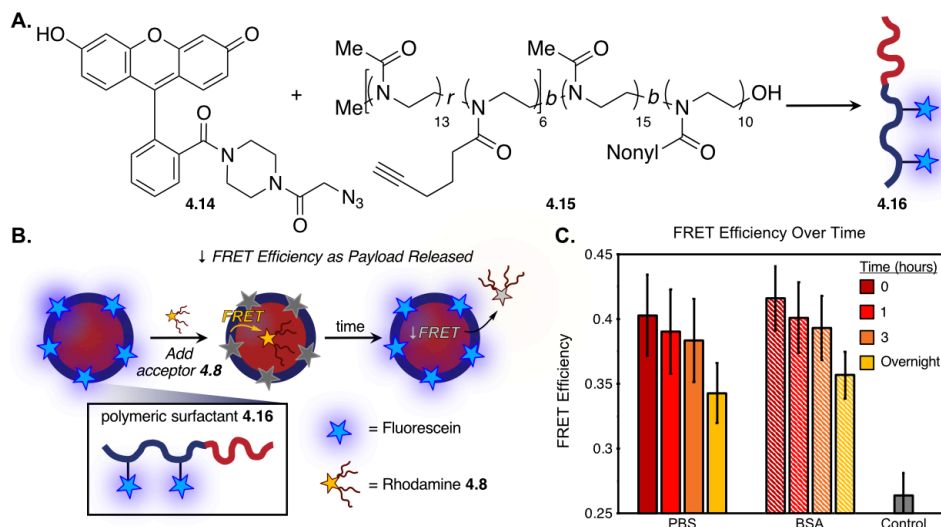 A.
HO
O
O
O
N
N
O
N₃
4.14
+
Me
O
Me
N
13
r
N
6
O
b
Me
O
N
15
b
N
10
OH
Nonyl
O
4.15
4.16
B.
↓ FRET Efficiency as Payload Released
Add
acceptor 4.8
FRET
time
↓FRET
polymeric surfactant 4.16
= Fluorescein
= Rhodamine 4.8
C.
FRET Efficiency Over Time
FRET Efficiency
0.45
0.4
0.35
0.3
0.25
Time (hours)
0
1
3
Overnight
PBS
BSA
Control